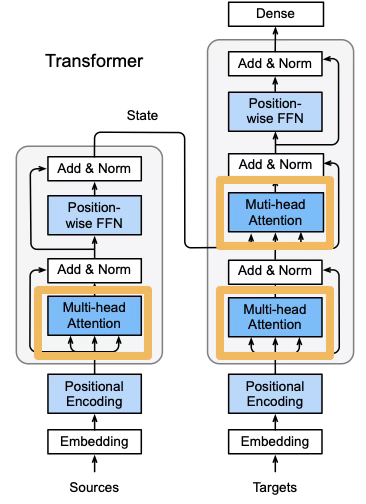 Transformer
State
Add & Norm
Position-
wise FFN
Add & Norm
Multi-head
Attention
Positional
Encoding
Embedding
Sources
Dense
Add & Norm
Position-
wise FFN
Add & Norm
Muti-head
Attention
Add & Norm
Multi-head
Attention
Positional
Encoding
Embedding
Targets